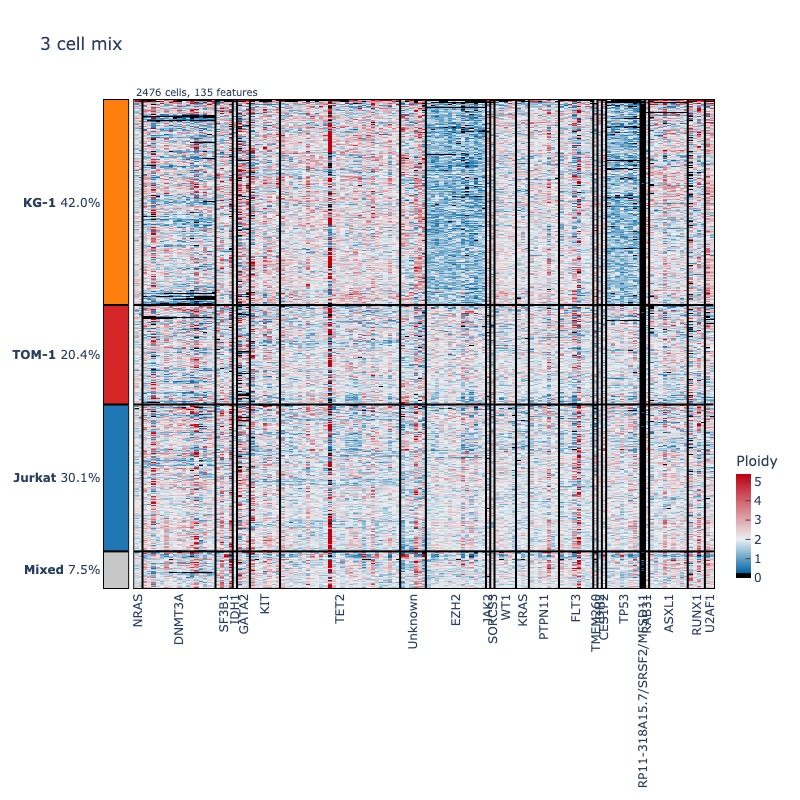 3 cell mix
2476 cells, 135 features
KG-1 42.0%
TOM-1 20.4%
Jurkat 30.1%
Mixed 7.5%
Ploidy
5
4
3
2
1
0
NRAS
DNMT3A
SF3B1
IDH1
GATA2
KIT
TET2
Unknown
EZH2
JAK2
SORCS3
WT1
KRAS
PTPN11
FLT3
TP53
RP11-318A15.7/SRSF2/MFSD11
RAB31
ASXL1
RUNX1
U2AF1